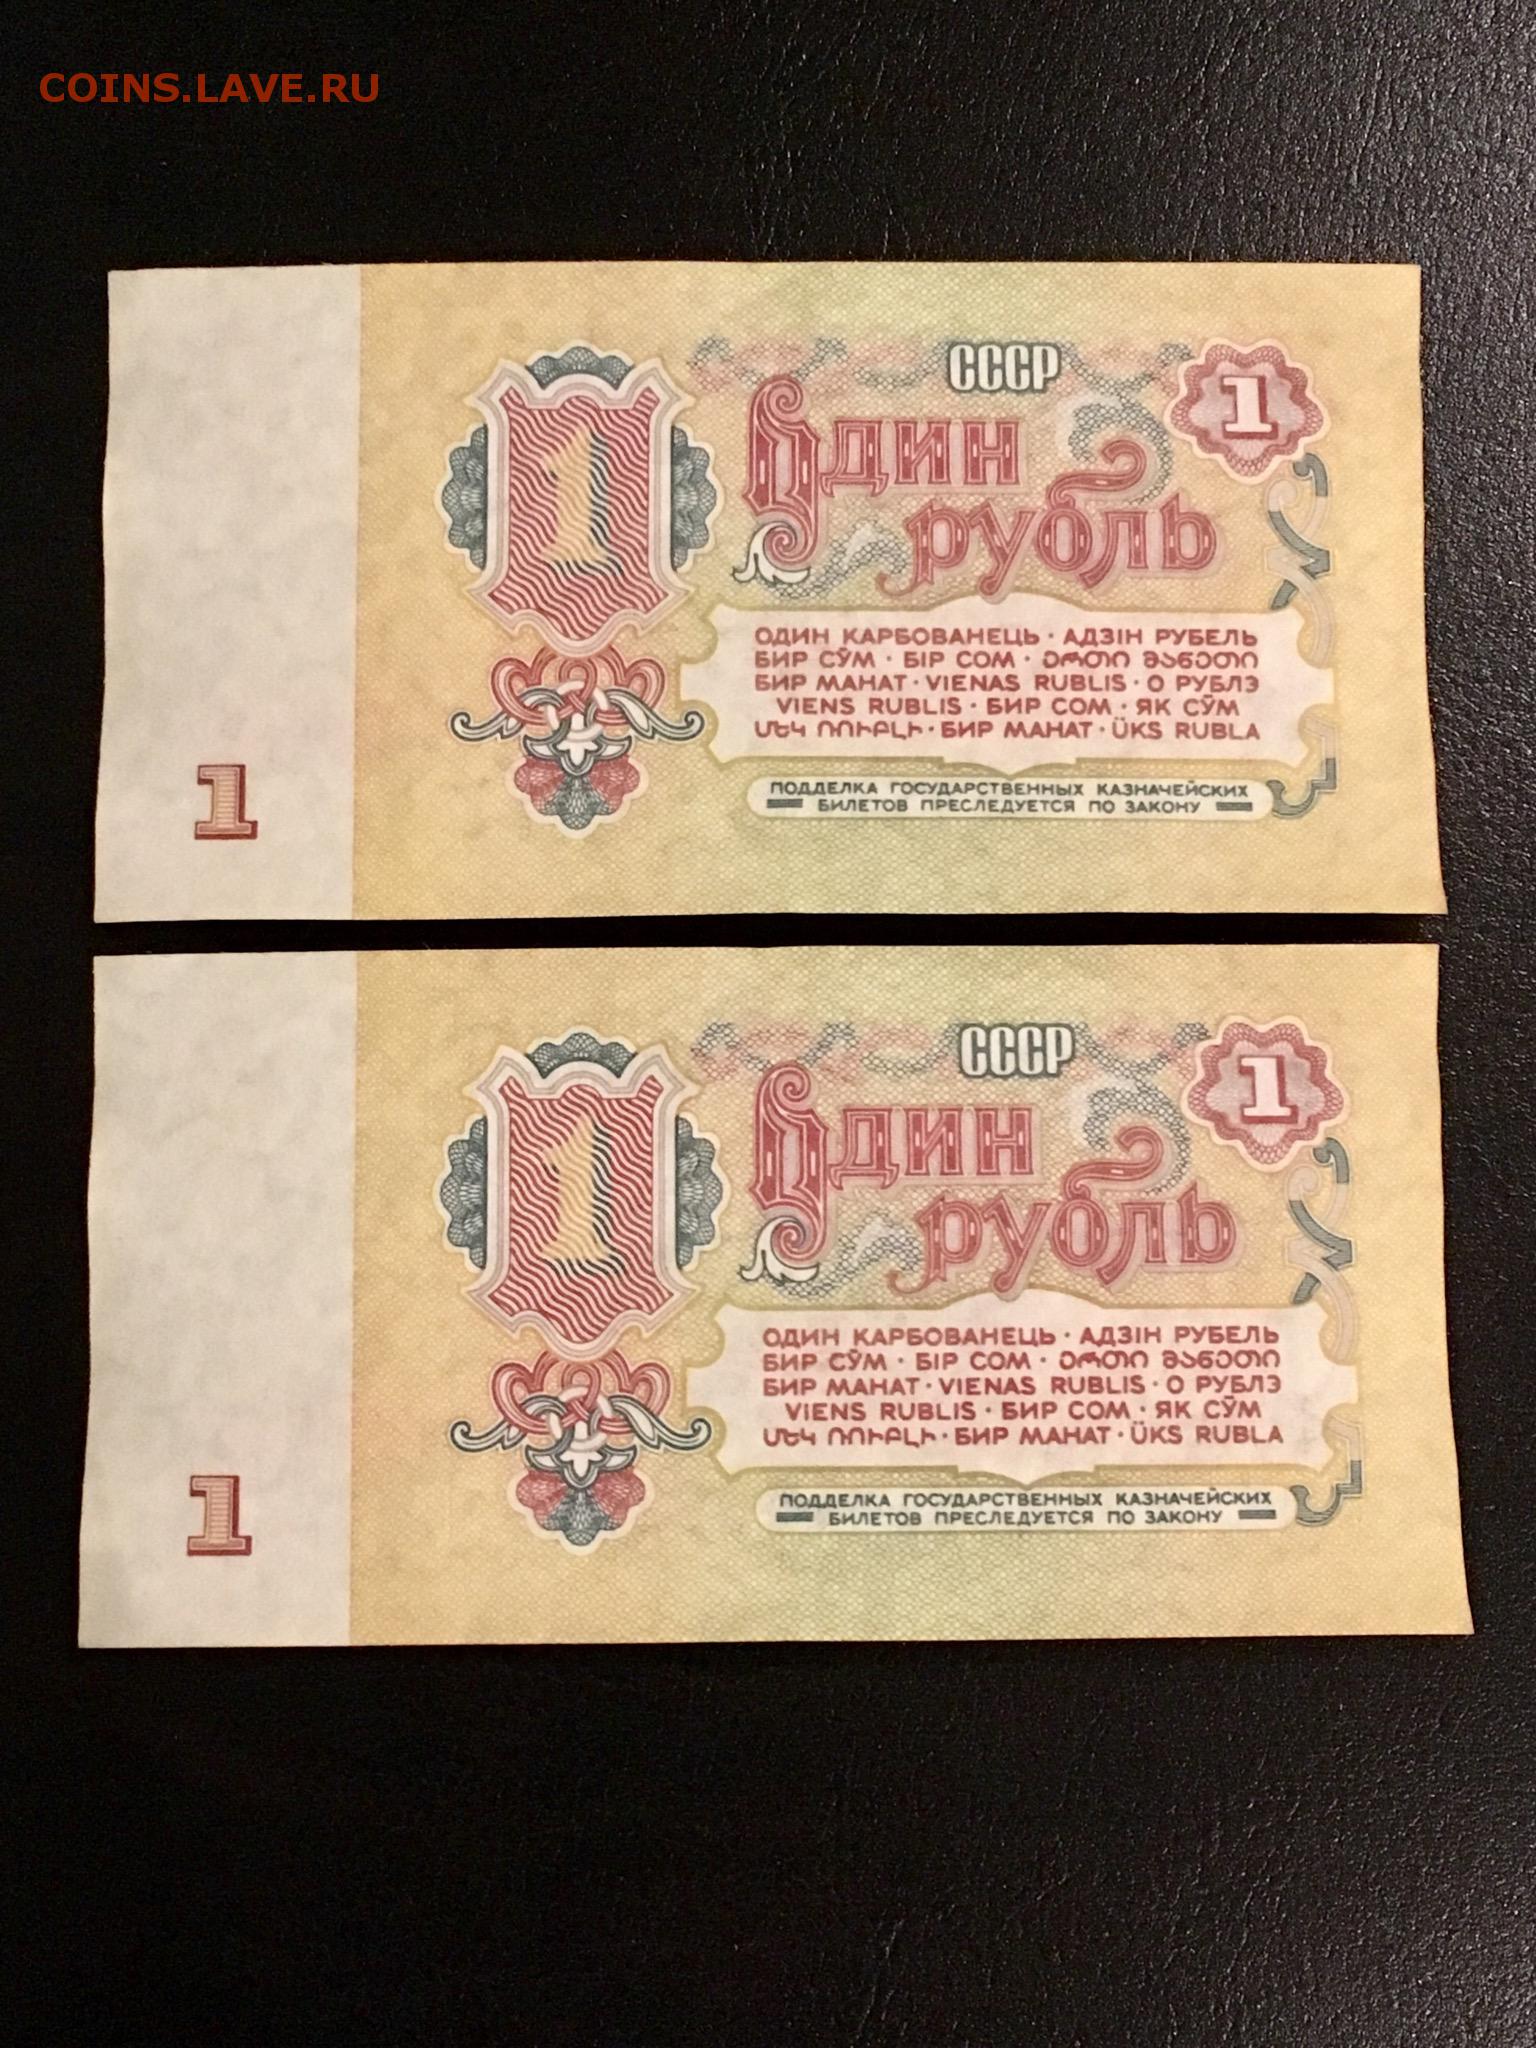 COINS.LAVE.RU
1
СССР
1
Один
рубль
ОДИН КАРБОВАНЕЦЬ · АДЗІН РУБЕЛЬ
БИР СЎМ · БІР СОМ · ᲔᲠᲗᲘ ᲛᲐᲜᲔᲗᲘ
БИР МАНАТ · VIENAS RUBLIS · О РУБЛЭ
VIENS RUBLIS · БИР СОМ · ЯК СӮМ
ՄԵԿ ՌՈՒԲԼԻ · БИР МАНАТ · ÜKS RUBLA
1
ПОДДЕЛКА ГОСУДАРСТВЕННЫХ КАЗНАЧЕЙСКИХ
БИЛЕТОВ ПРЕСЛЕДУЕТСЯ ПО ЗАКОНУ
1
СССР
1
Один
рубль
ОДИН КАРБОВАНЕЦЬ · АДЗІН РУБЕЛЬ
БИР СЎМ · БІР СОМ · ᲔᲠᲗᲘ ᲛᲐᲜᲔᲗᲘ
БИР МАНАТ · VIENAS RUBLIS · О РУБЛЭ
VIENS RUBLIS · БИР СОМ · ЯК СӮМ
ՄԵԿ ՌՈՒԲԼԻ · БИР МАНАТ · ÜKS RUBLA
1
ПОДДЕЛКА ГОСУДАРСТВЕННЫХ КАЗНАЧЕЙСКИХ
БИЛЕТОВ ПРЕСЛЕДУЕТСЯ ПО ЗАКОНУ